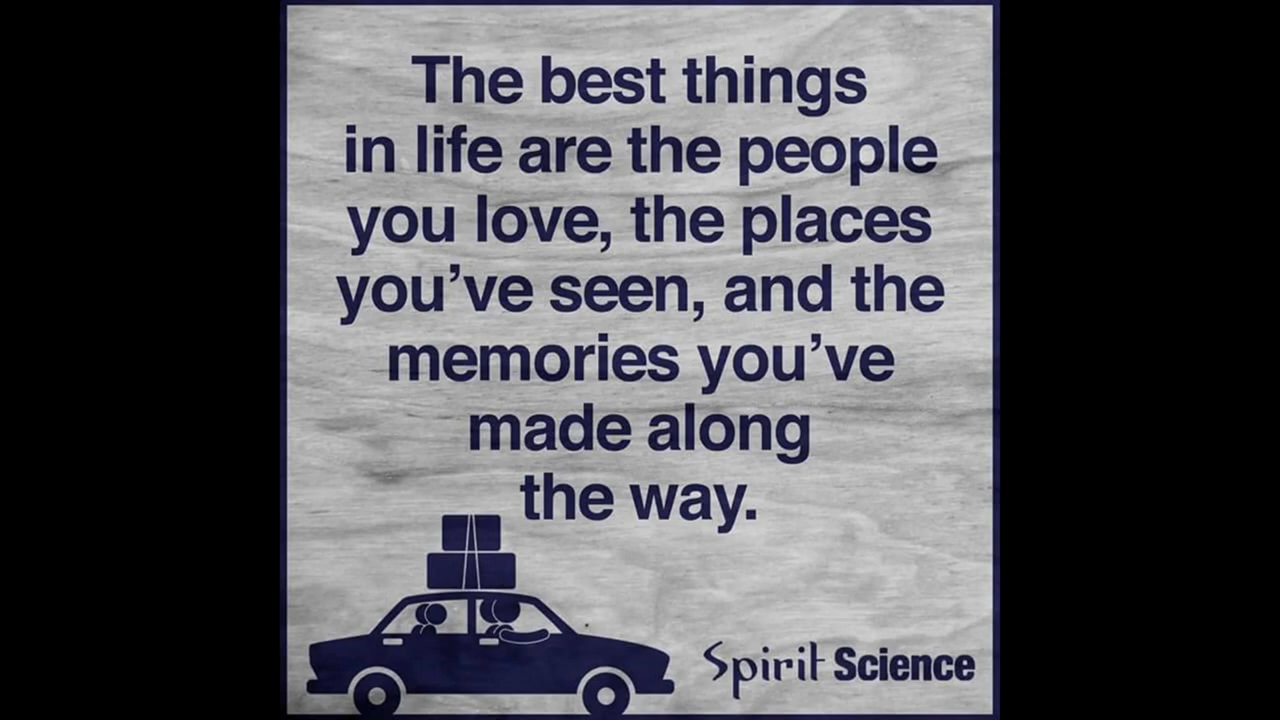 The best things
in life are the people
you love, the places
you’ve seen, and the
memories you’ve
made along
the way.
Spirit Science